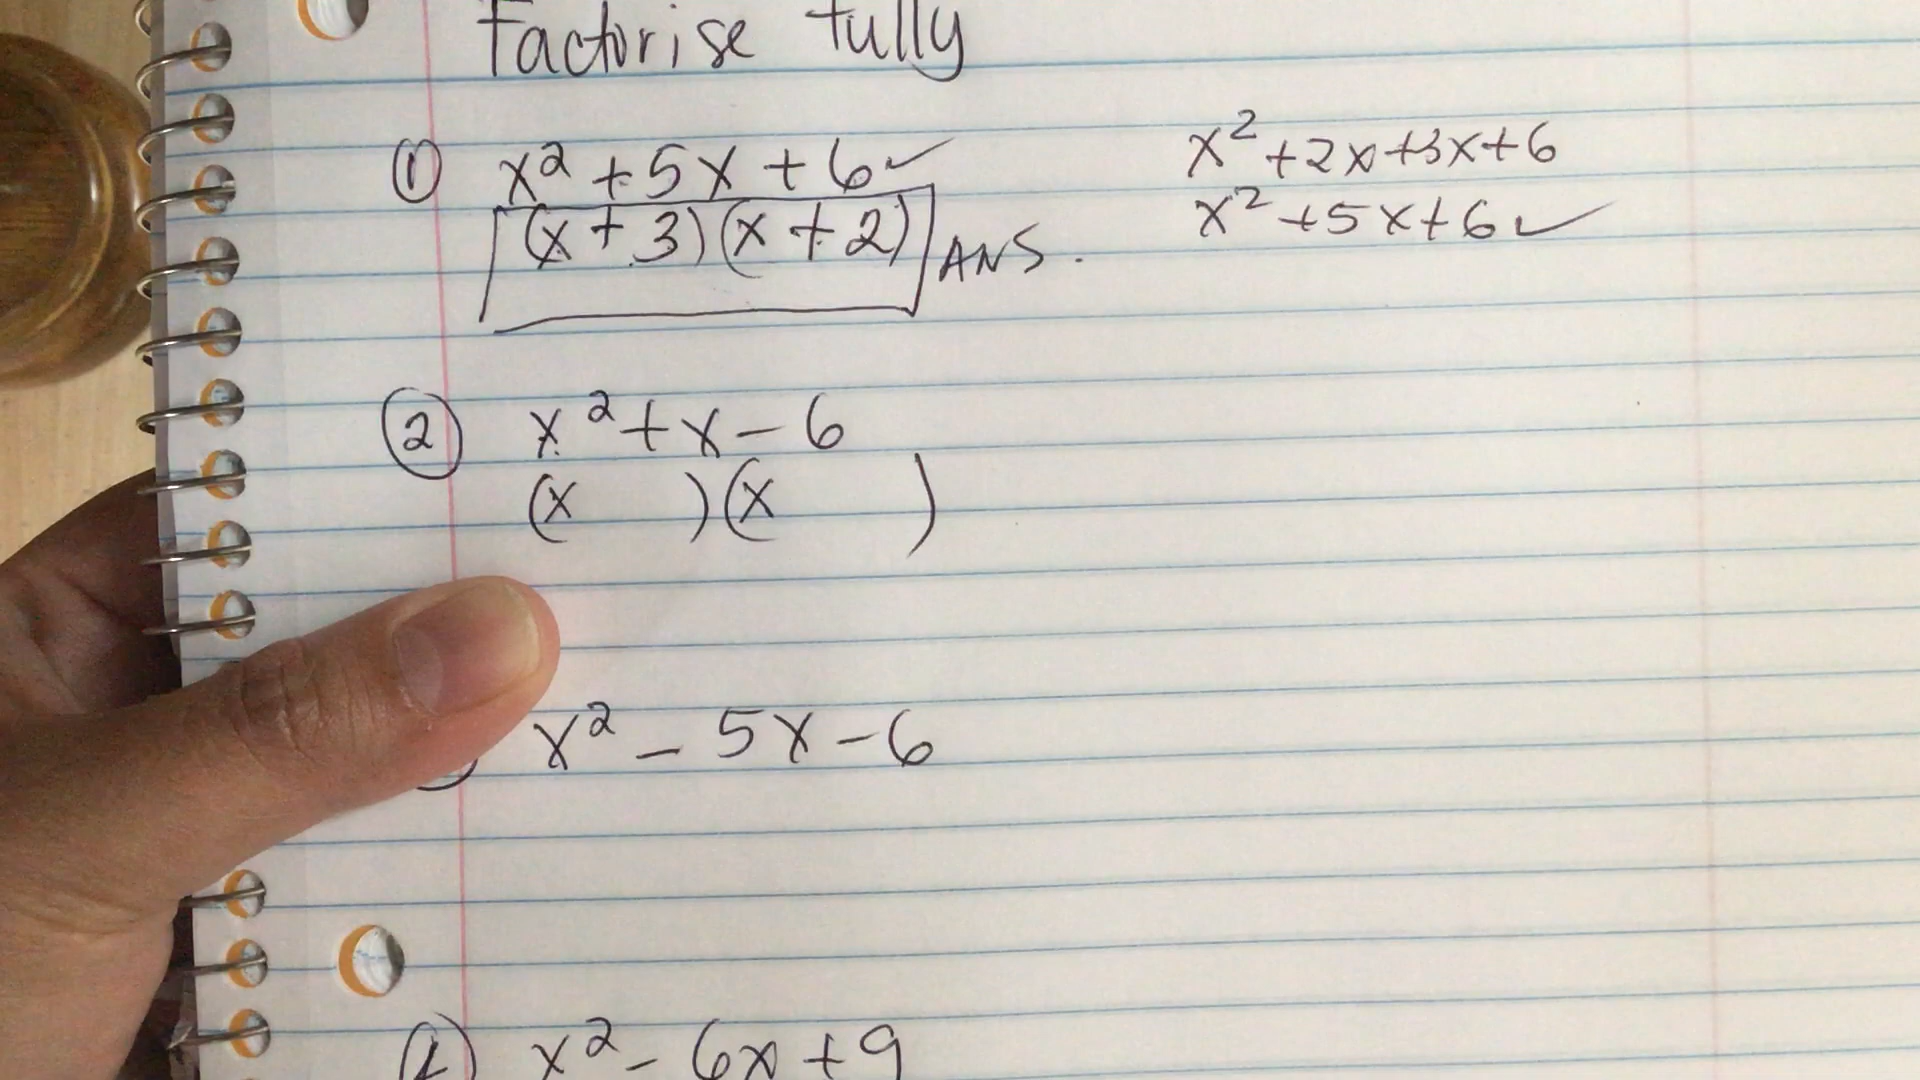 Factorise fully
① x² + 5x + 6 ✓
(x + 3)(x + 2) ANS.
x² + 2x + 3x + 6
x² + 5x + 6 ✓
② x² + x - 6
(x )(x )
x² - 5x - 6
x² - 6x + 9